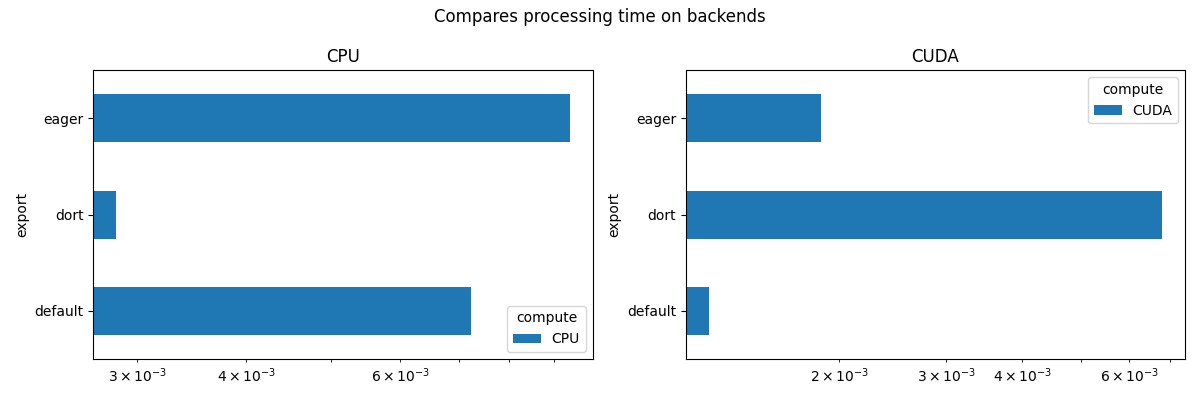 Compares processing time on backends
CPU
export
eager
dort
default
compute
CPU
3 × 10⁻³
4 × 10⁻³
6 × 10⁻³
CUDA
export
eager
dort
default
compute
CUDA
2 × 10⁻³
3 × 10⁻³
4 × 10⁻³
6 × 10⁻³